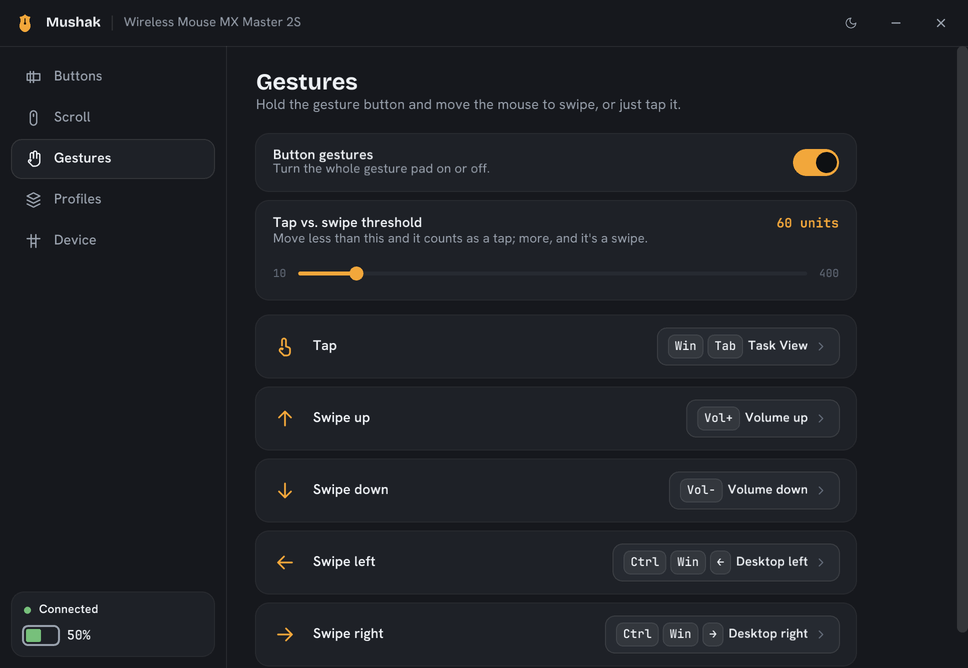 Mushak
Wireless Mouse MX Master 2S
Buttons
Scroll
Gestures
Profiles
Device
Connected
50%
Gestures
Hold the gesture button and move the mouse to swipe, or just tap it.
Button gestures
Turn the whole gesture pad on or off.
Tap vs. swipe threshold
60 units
Move less than this and it counts as a tap; more, and it's a swipe.
10
400
Tap
Win Tab Task View
Swipe up
Vol+ Volume up
Swipe down
Vol- Volume down
Swipe left
Ctrl Win ← Desktop left
Swipe right
Ctrl Win → Desktop right